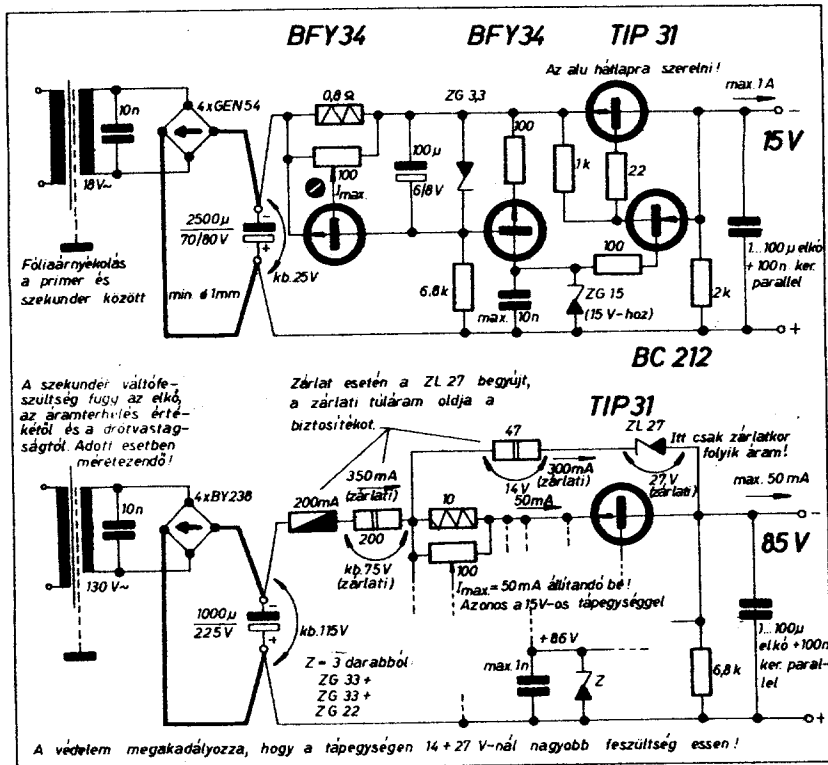 BFY34 BFY34 TIP 31
Az alu hátlapra szerelni!
max. 1 A
4xGEN54
0,8 Ω
ZG 3,3
10n
100
100µ
6/8 V
100
1k
22
15V
18V~
I max.
2500µ
70/80 V
kb. 25V
100
1...100µ elkó
+ 100n ker.
parallel
Fóliaárnyékolás
a primer és
szekunder között
min. ø 1mm
6,8k
max. 10n
ZG 15
(15 V-hoz)
2k
BC 212
A szekunder váltófe-
szültség függ az elkó,
az áramterhelés érté-
kétől és a drótvastag-
ságtól. Adott esetben
méretezendő!
Zárlat esetén a ZL 27 begyújt,
a zárlati túláram oldja a
biztosítékot.
TIP31
47
ZL 27
Itt csak zárlatkor
folyik áram!
350mA
(zárlati)
14 V
300mA
(zárlati)
27 V
(zárlati)
4xBY238
200mA
10
50mA
max. 50 mA
10n
200
100
85V
130 V~
kb. 75V
(zárlati)
I max. = 50mA állítandó be!
Azonos a 15V-os tápegységgel
1000µ
225V
kb. 115V
+86V
1...100µ
elkó +100n
ker. paral-
lel
Z = 3 darabból:
ZG 33 +
ZG 33 +
ZG 22
max. 1n
Z
6,8k
A védelem megakadályozza, hogy a tápegységen 14 + 27 V-nál nagyobb feszültség essen!